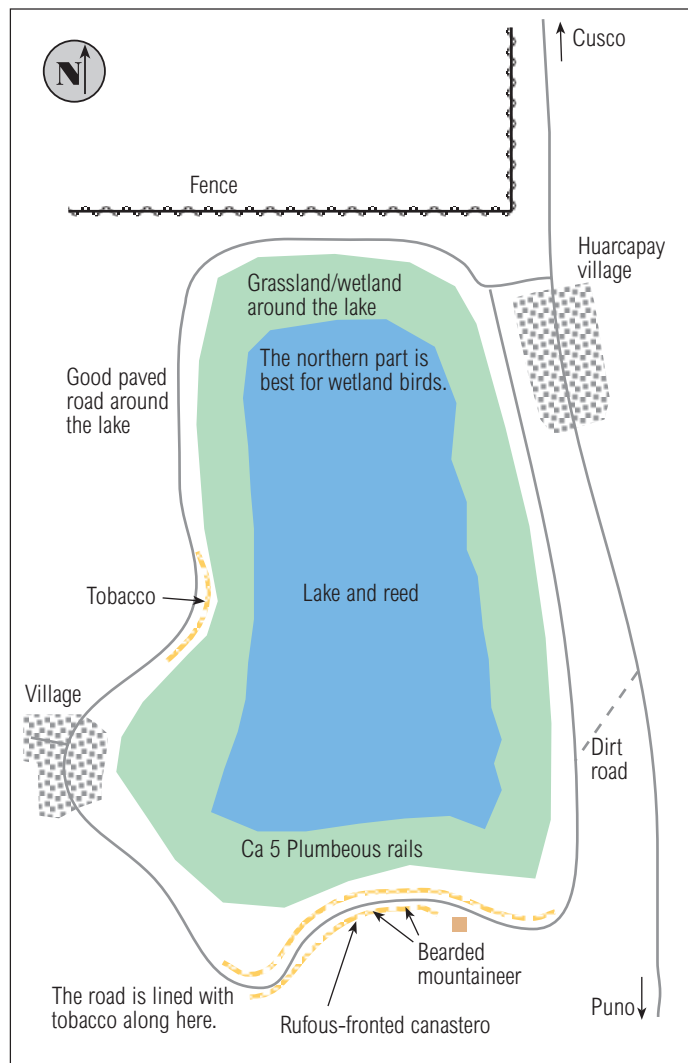 N
Cusco
Fence
Huarcapay
village
Grassland/wetland
around the lake
The northern part is
best for wetland birds.
Good paved
road around
the lake
Tobacco
Lake and reed
Village
Dirt
road
Ca 5 Plumbeous rails
Bearded
mountaineer
The road is lined with
tobacco along here.
Rufous-fronted canastero
Puno